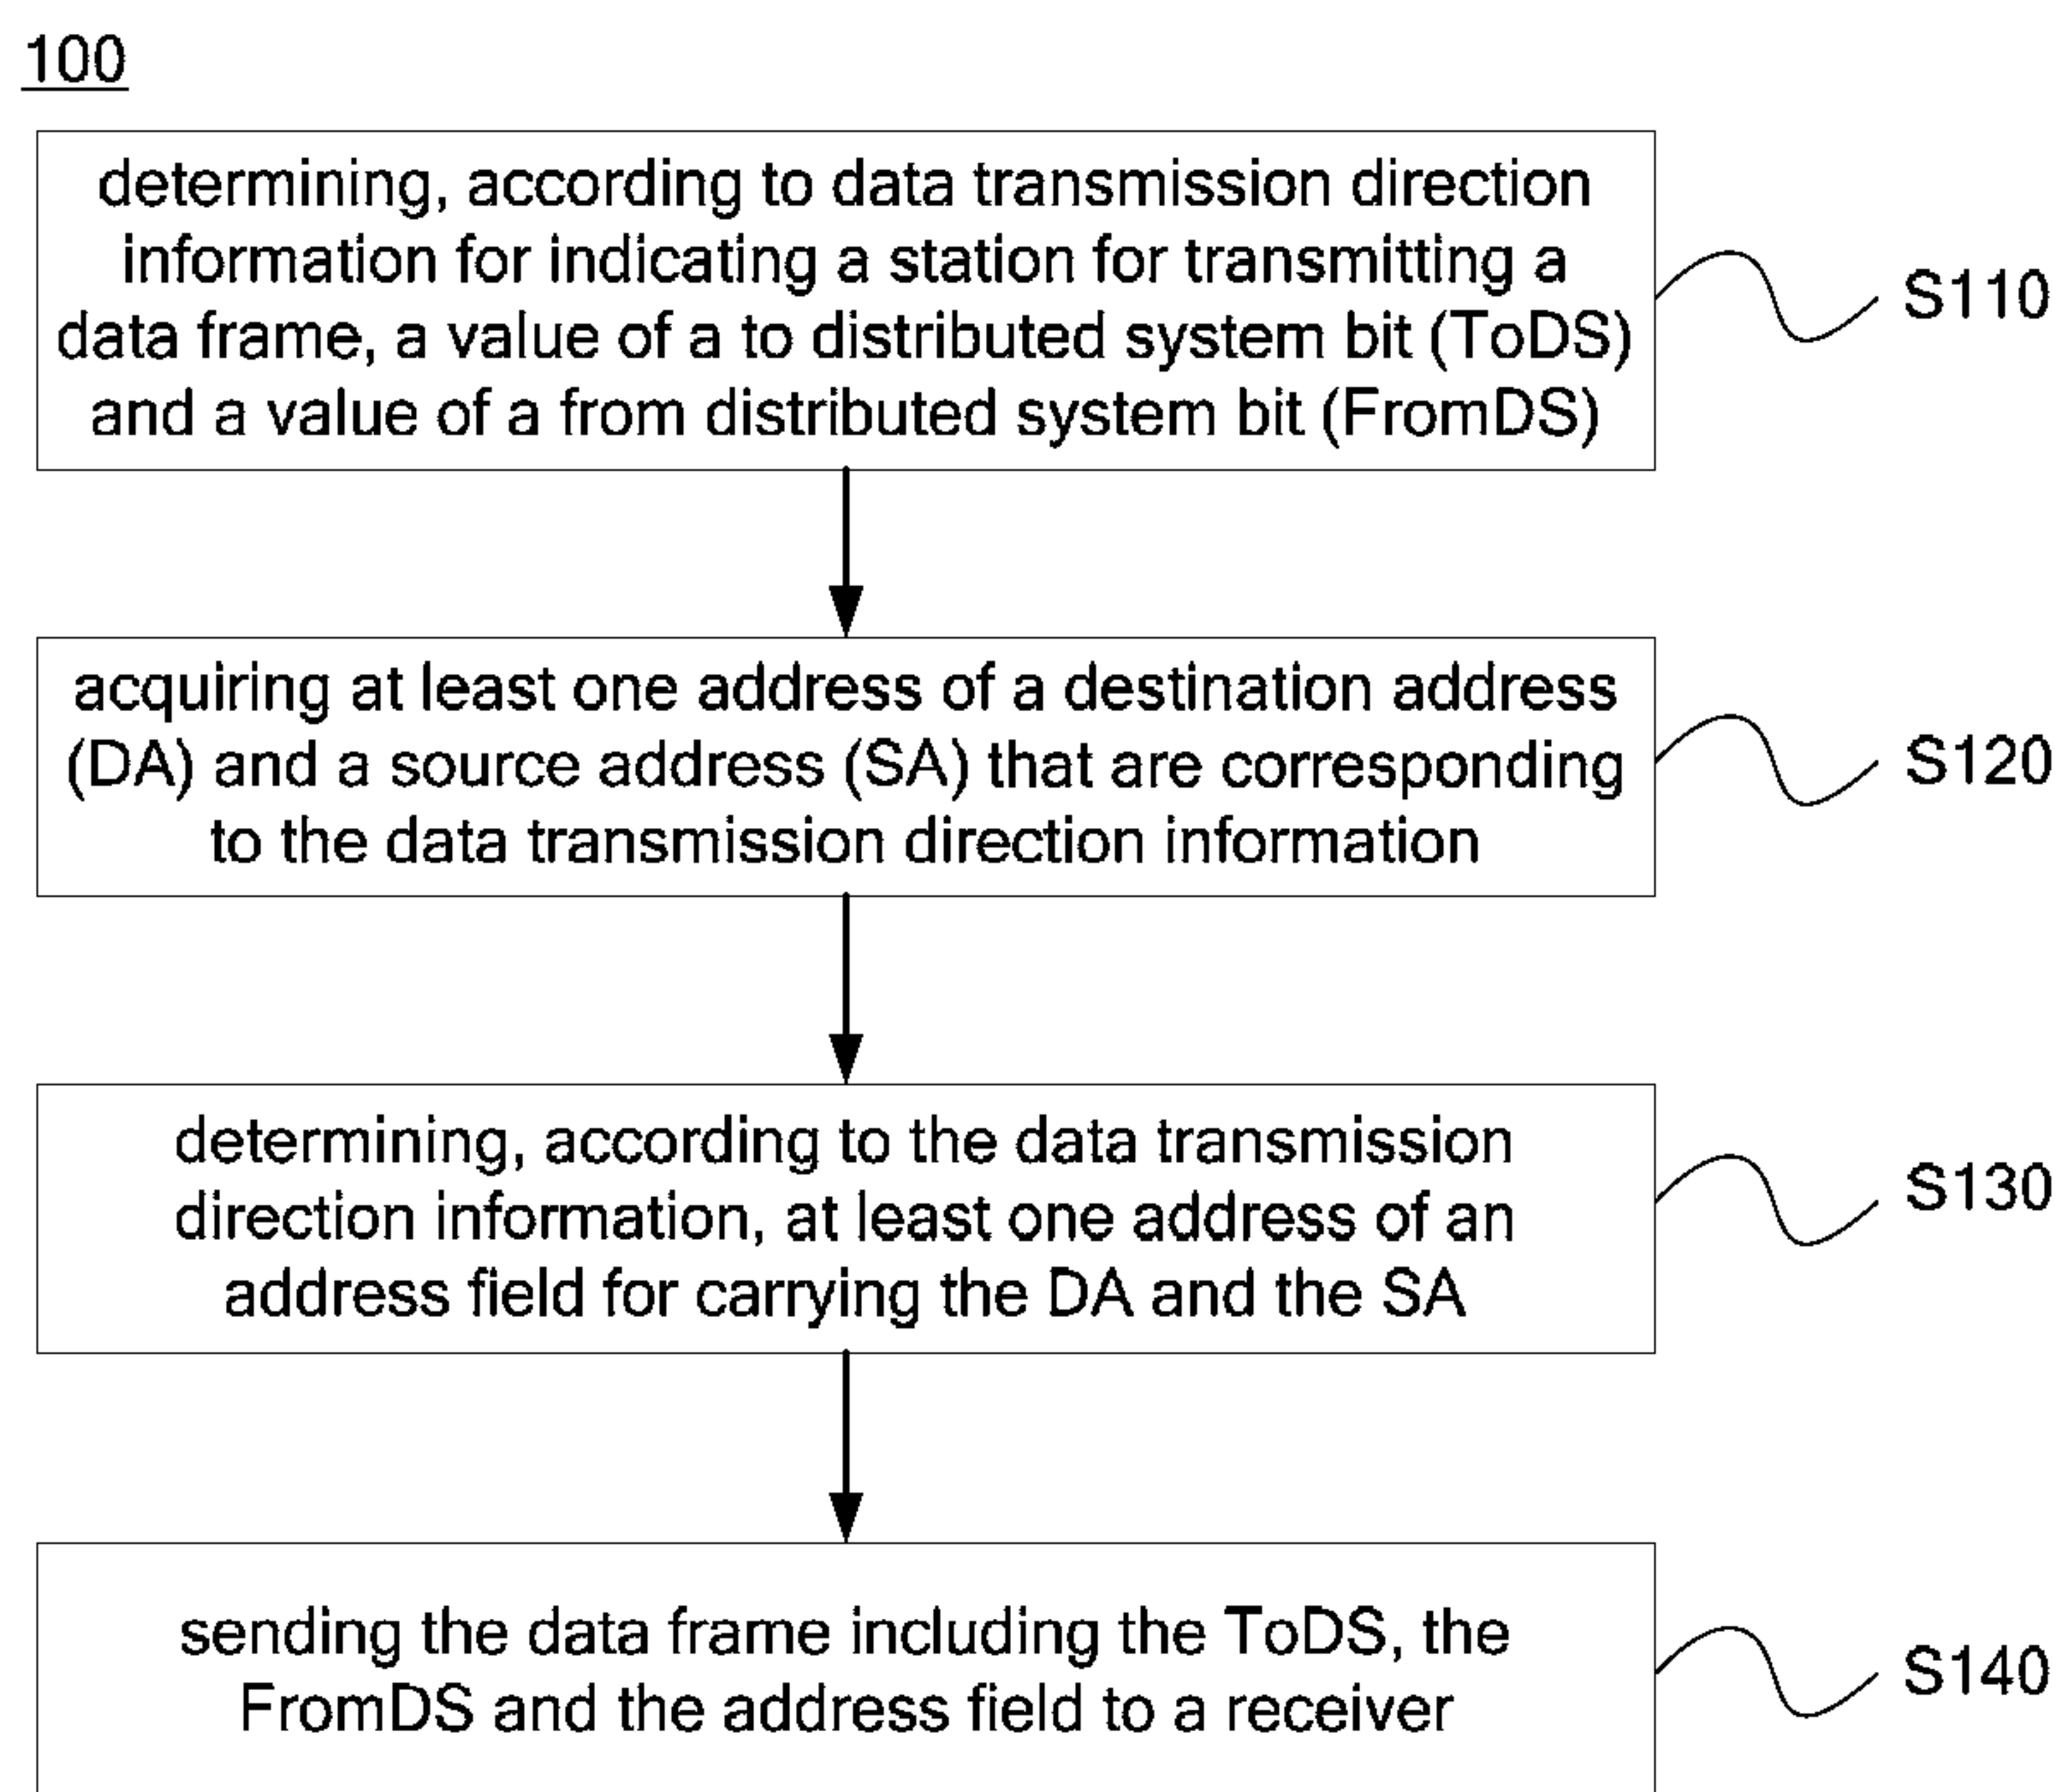 100
determining, according to data transmission direction
information for indicating a station for transmitting a
data frame, a value of a to distributed system bit (ToDS)
and a value of a from distributed system bit (FromDS)
S110
acquiring at least one address of a destination address
(DA) and a source address (SA) that are corresponding
to the data transmission direction information
S120
determining, according to the data transmission
direction information, at least one address of an
address field for carrying the DA and the SA
S130
sending the data frame including the ToDS, the
FromDS and the address field to a receiver
S140